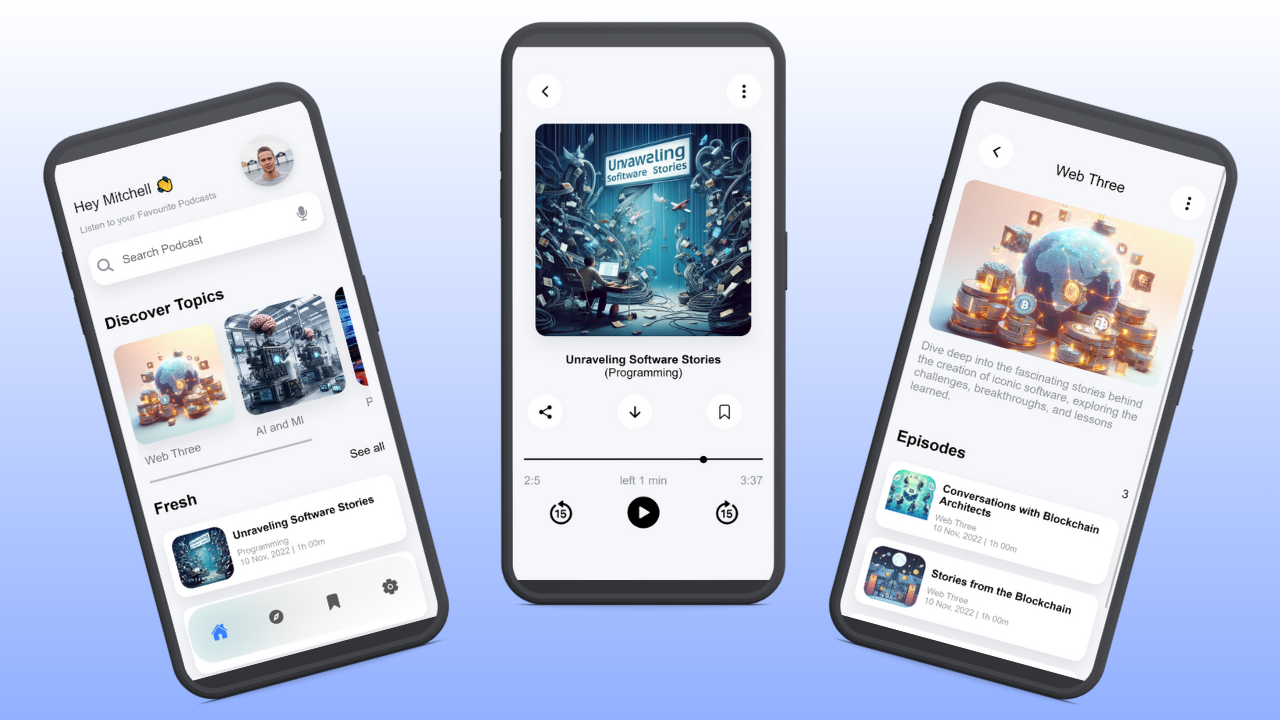 Hey Mitchell 👋
Listen to your Favourite Podcasts
Search Podcast
Discover Topics
Web Three
AI and Ml
P
See all
Fresh
Unraveling Software Stories
Programming
10 Nov, 2022 | 1h 00m
Unraweling
Sofitware Stories
Unraveling Software Stories
(Programming)
2:5
left 1 min
3:37
15
15
Web Three
Dive deep into the fascinating stories behind
the creation of iconic software, exploring the
challenges, breakthroughs, and lessons
learned.
Episodes
3
Conversations with Blockchain
Architects
Web Three
10 Nov, 2022 | 1h 00m
Stories from the Blockchain
Web Three
10 Nov, 2022 | 1h 00m